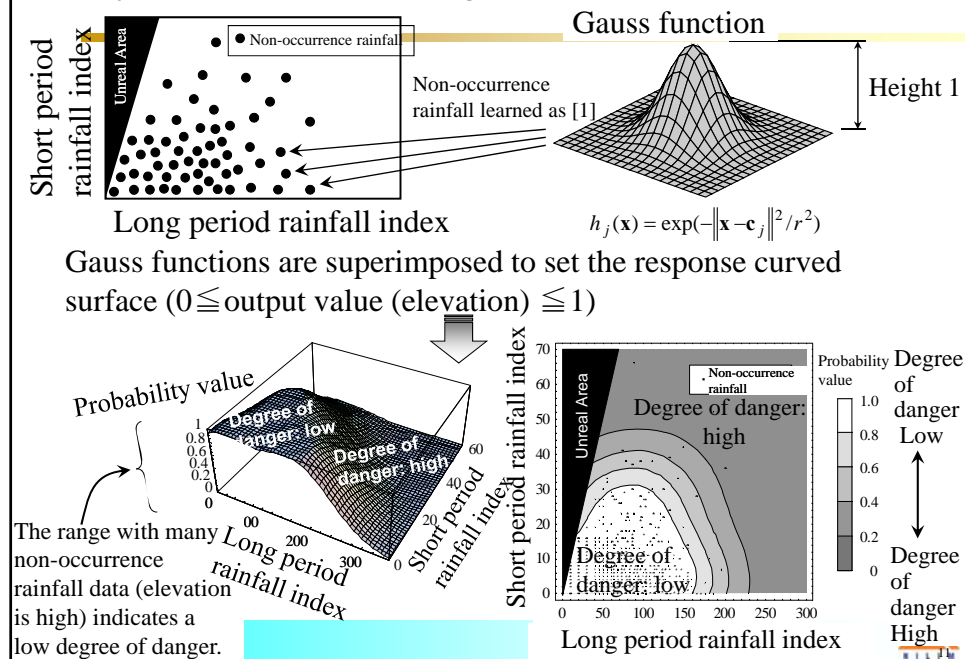 Short period
rainfall index
Unreal Area
Non-occurrence rainfall
Long period rainfall index
Non-occurrence
rainfall learned as [1]
Gauss function
Height 1
h_j(x) = exp(−‖x − c_j‖²/r²)
Gauss functions are superimposed to set the response curved
surface (0≦output value (elevation) ≦1)
Probability value
1
0.8
0.6
0.4
0.2
0
Degree of
danger: low
Degree of
danger: high
0
00
200
300
Long period
rainfall index
0
20
40
60
Short period
rainfall index
The range with many
non-occurrence
rainfall data (elevation
is high) indicates a
low degree of danger.
Short period rainfall index
70
60
50
40
30
20
10
0
Unreal Area
Non-occurrence
rainfall
Degree of danger:
high
Degree of
danger: low
0 50 100 150 200 250 300
Long period rainfall index
Probability
value
1.0
0.8
0.6
0.4
0.2
0
Degree
of
danger
Low
Degree
of
danger
High
11